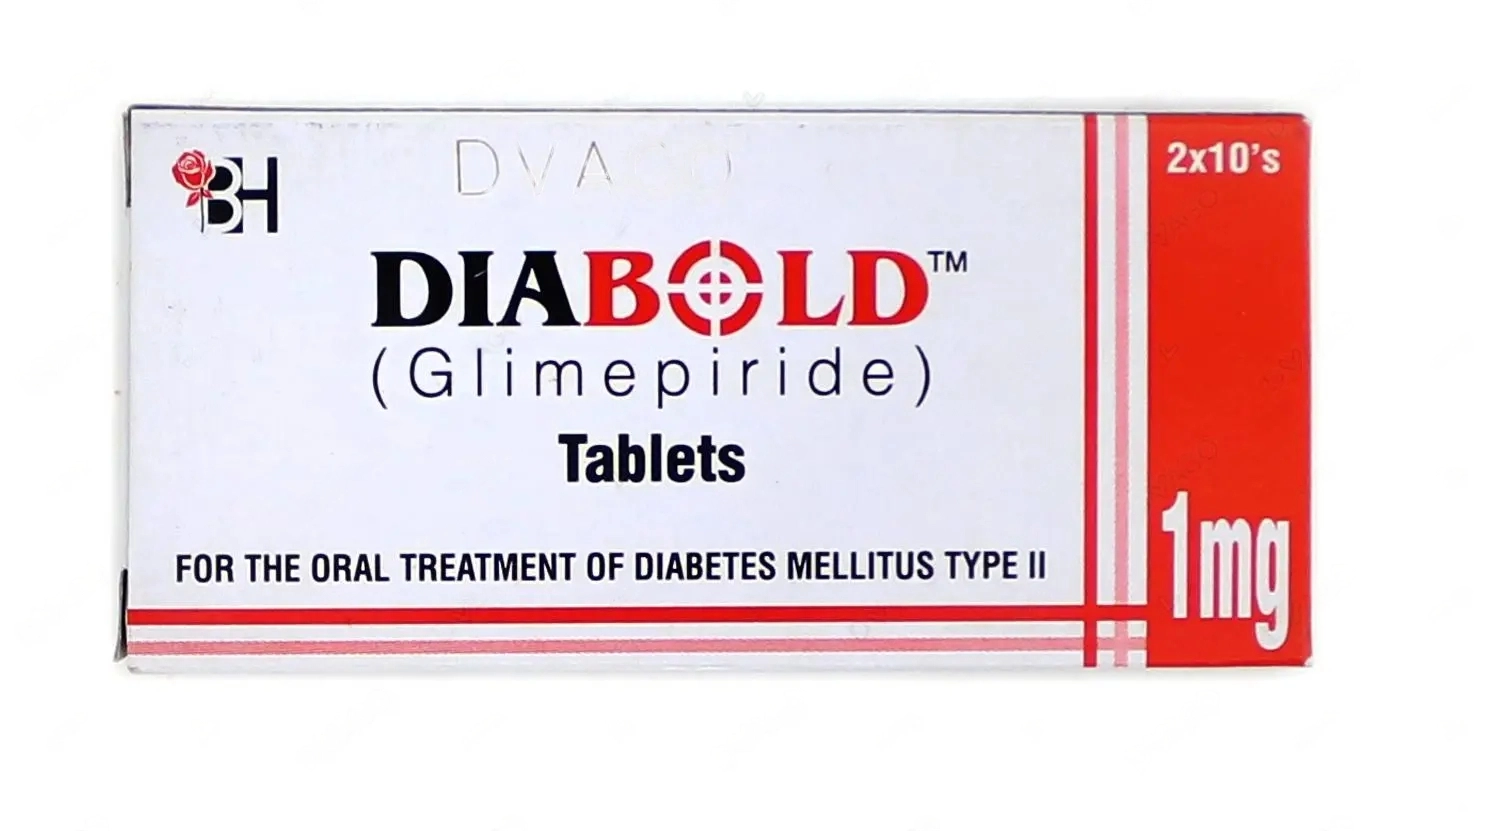 BH
DVAGO
2x10's
DIABOLD™
(Glimepiride)
Tablets
FOR THE ORAL TREATMENT OF DIABETES MELLITUS TYPE II
1mg